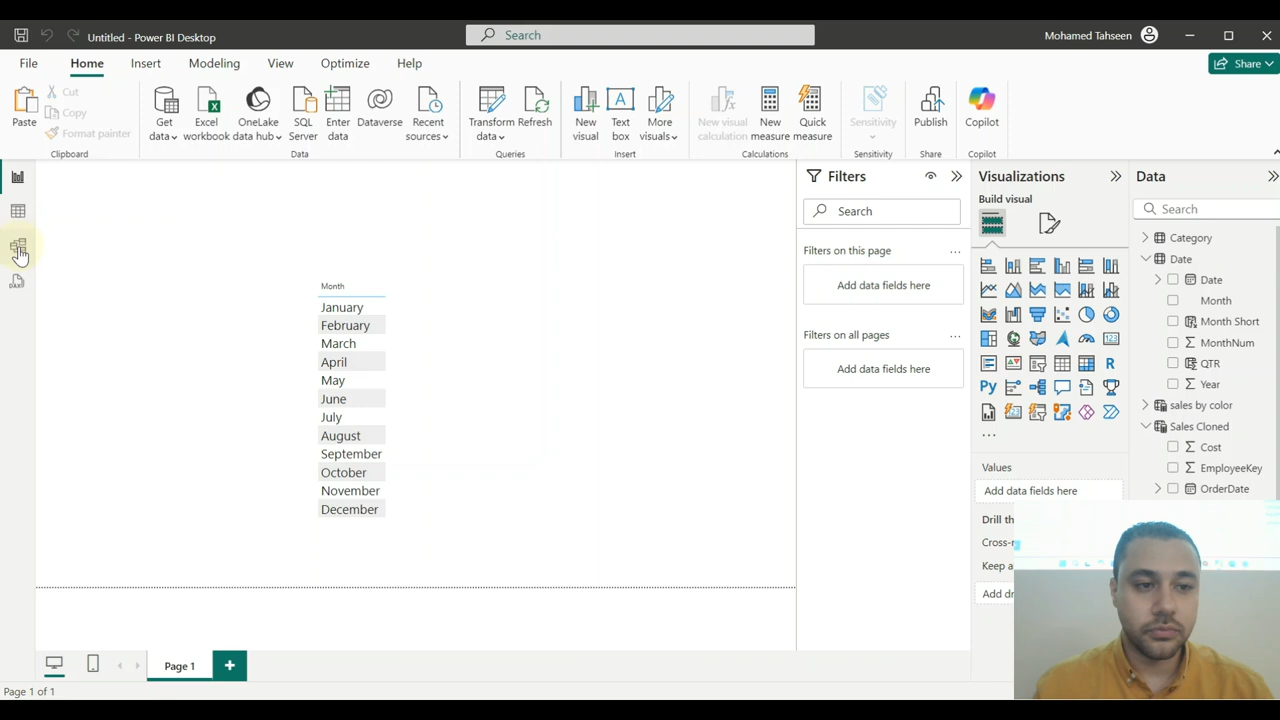 Untitled - Power BI Desktop
Search
Mohamed Tahseen
File Home Insert Modeling View Optimize Help
Share
Paste
Cut
Copy
Format painter
Clipboard
Get data
Excel workbook
OneLake data hub
SQL Server
Enter data
Dataverse
Recent sources
Data
Transform data
Refresh
Queries
New visual
Text box
More visuals
Insert
New visual calculation
New measure
Quick measure
Calculations
Sensitivity
Sensitivity
Publish
Share
Copilot
Copilot
Month
January
February
March
April
May
June
July
August
September
October
November
December
Filters
Search
Filters on this page
...
Add data fields here
Filters on all pages
...
Add data fields here
Visualizations
Build visual
R
Py
...
Values
Add data fields here
Drill th
Cross-r
Keep a
Add dr
Data
Search
Category
Date
Date
Month
Month Short
MonthNum
QTR
Year
sales by color
Sales Cloned
Cost
EmployeeKey
OrderDate
Page 1
Page 1 of 1